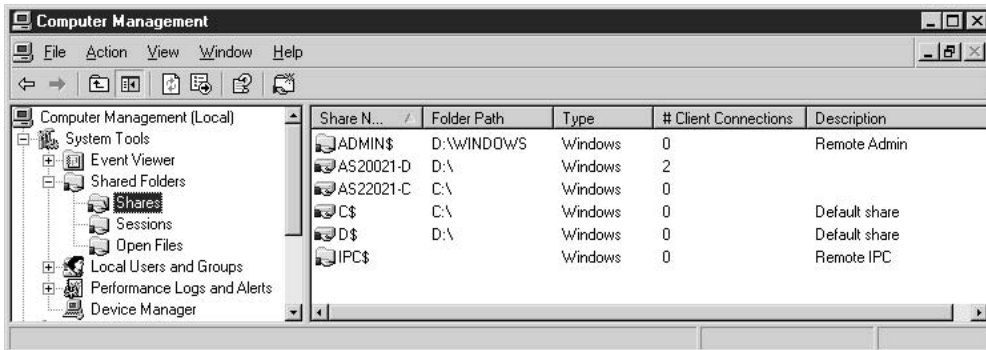 Computer Management
File Action View Window Help
Computer Management (Local)
System Tools
Event Viewer
Shared Folders
Shares
Sessions
Open Files
Local Users and Groups
Performance Logs and Alerts
Device Manager
Share N... Folder Path Type # Client Connections Description
ADMIN$ D:\WINDOWS Windows 0 Remote Admin
AS20021-D D:\ Windows 2
AS22021-C C:\ Windows 0
C$ C:\ Windows 0 Default share
D$ D:\ Windows 0 Default share
IPC$ Windows 0 Remote IPC